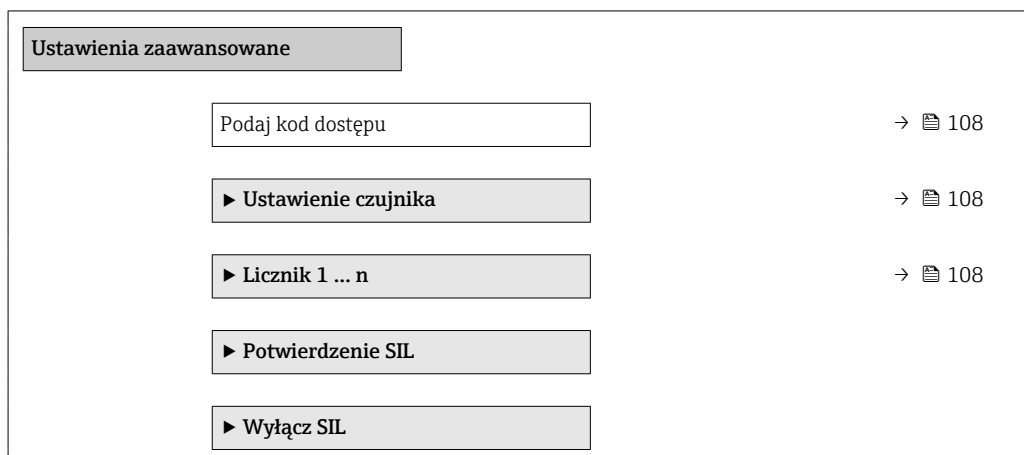 Ustawienia zaawansowane
Podaj kod dostępu → 108
▶ Ustawienie czujnika → 108
▶ Licznik 1 … n → 108
▶ Potwierdzenie SIL
▶ Wyłącz SIL